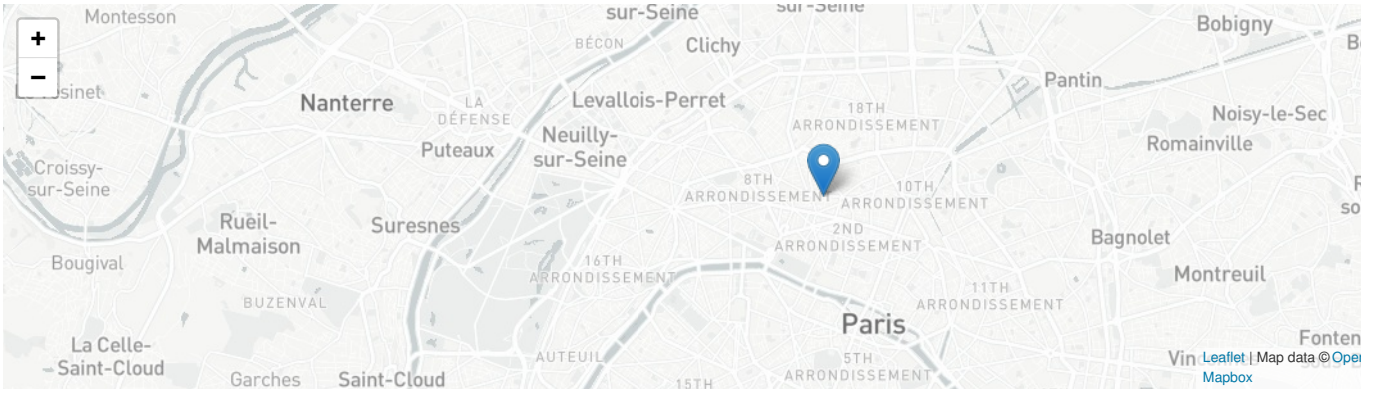 Montesson
sur-Seine
sur-Seine
Bobigny
+
BÉCON
Clichy
−
Pantin
Nanterre
LA
DÉFENSE
Levallois-Perret
18TH
ARRONDISSEMENT
Noisy-le-Sec
Puteaux
Neuilly-
sur-Seine
Romainville
Croissy-
sur-Seine
8TH
ARRONDISSEMENT
10TH
ARRONDISSEMENT
Rueil-
Malmaison
Suresnes
2ND
ARRONDISSEMENT
Bagnolet
Bougival
16TH
ARRONDISSEMENT
Montreuil
BUZENVAL
11TH
ARRONDISSEMENT
Paris
La Celle-
Saint-Cloud
AUTEUIL
5TH
ARRONDISSEMENT
Garches
Saint-Cloud
15TH
Leaflet | Map data © Oper
Mapbox